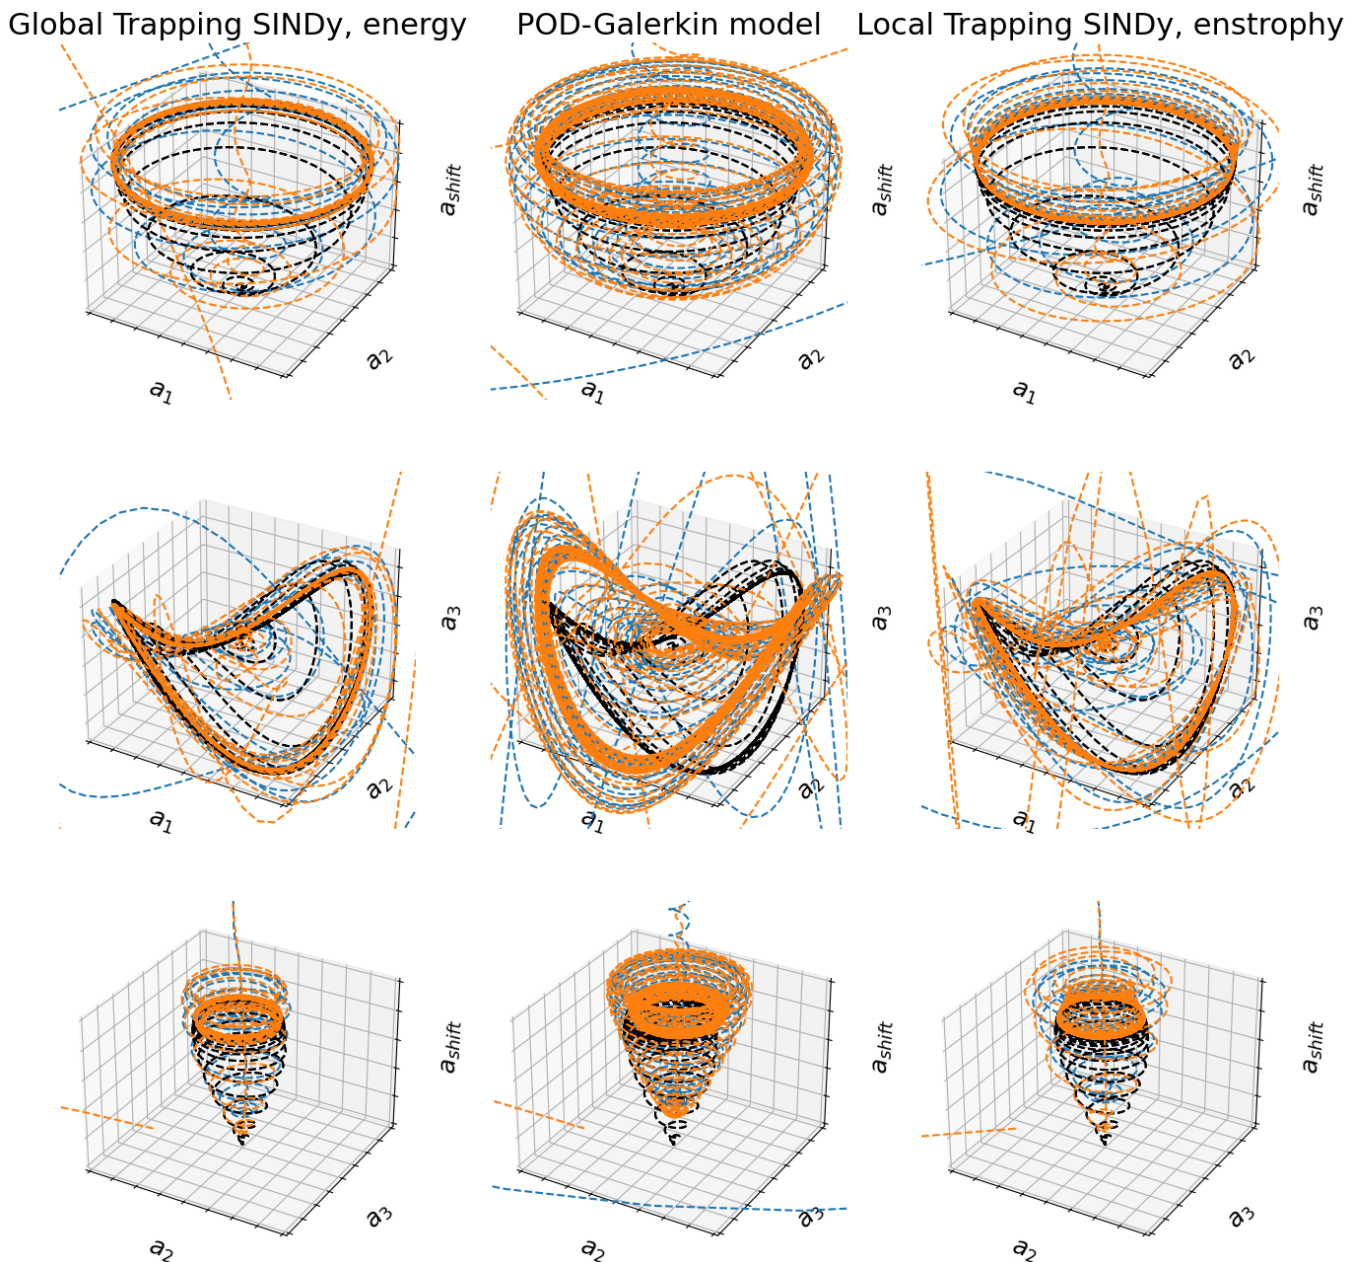 Global Trapping SINDy, energy
POD-Galerkin model
Local Trapping SINDy, enstrophy
a_shift
a_2
a_1
a_shift
a_2
a_1
a_shift
a_2
a_1
a_3
a_2
a_1
a_3
a_2
a_1
a_3
a_2
a_1
a_shift
a_3
a_2
a_shift
a_3
a_2
a_shift
a_3
a_2